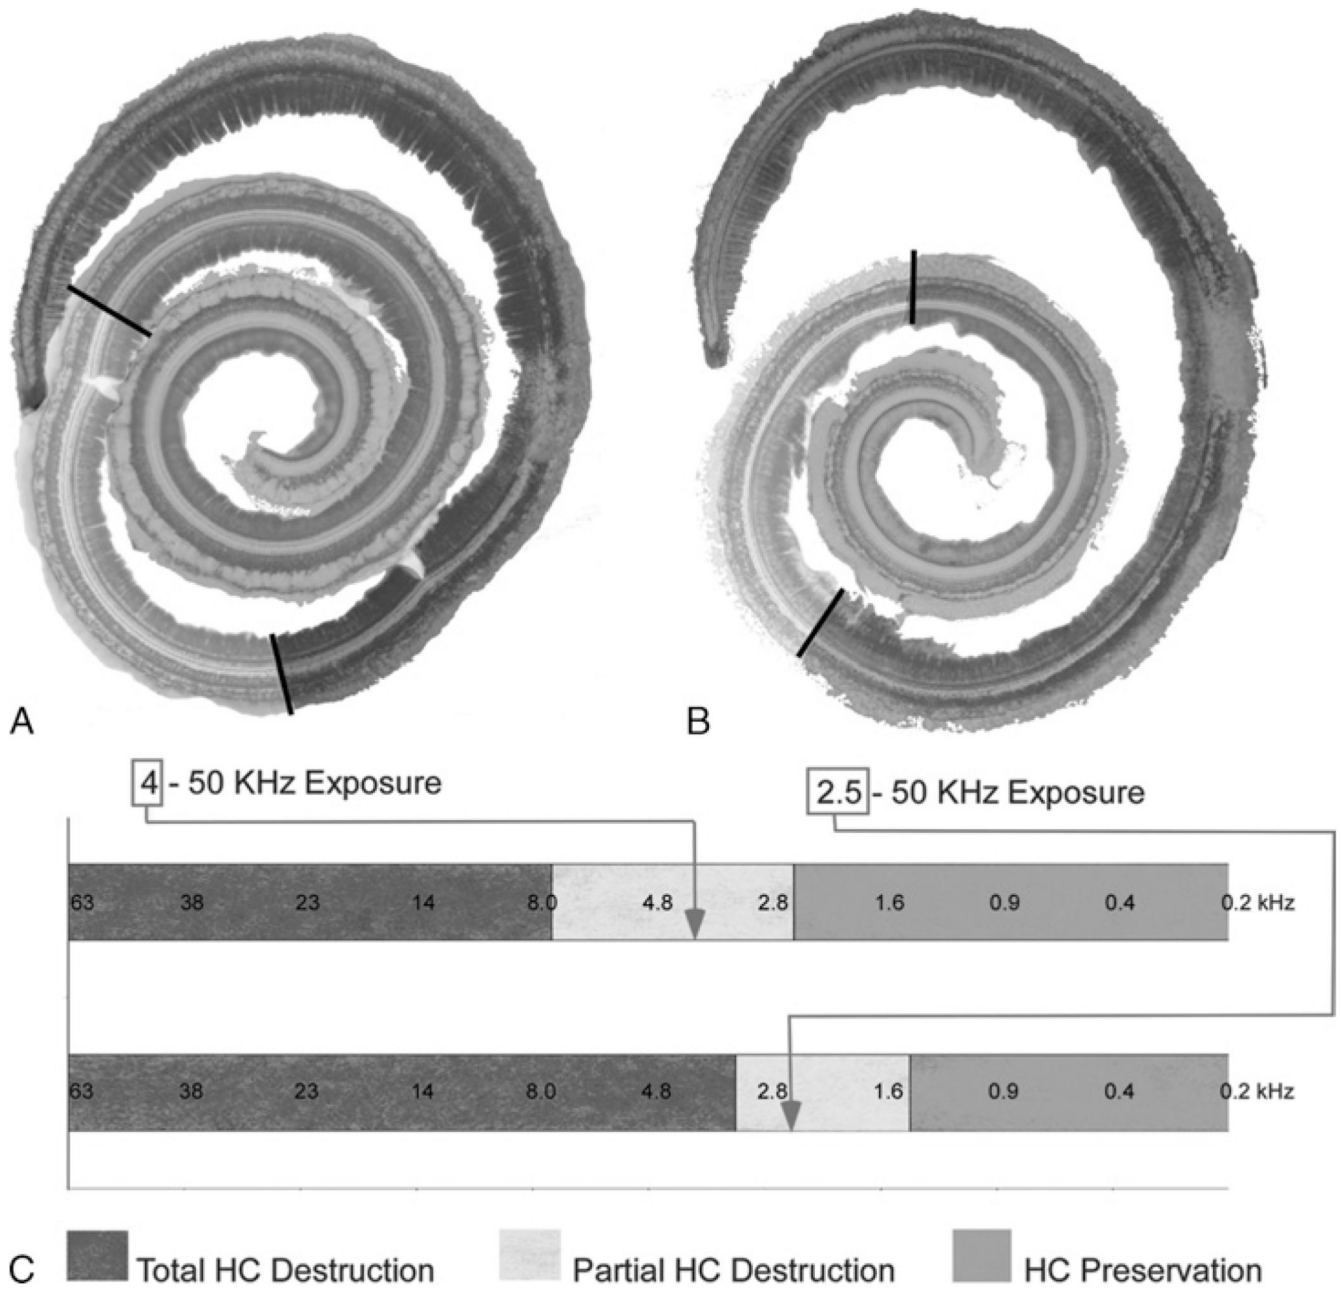 A
B
4 - 50 KHz Exposure
2.5 - 50 KHz Exposure
63 38 23 14 8.0 4.8 2.8 1.6 0.9 0.4 0.2 kHz
63 38 23 14 8.0 4.8 2.8 1.6 0.9 0.4 0.2 kHz
C Total HC Destruction Partial HC Destruction HC Preservation